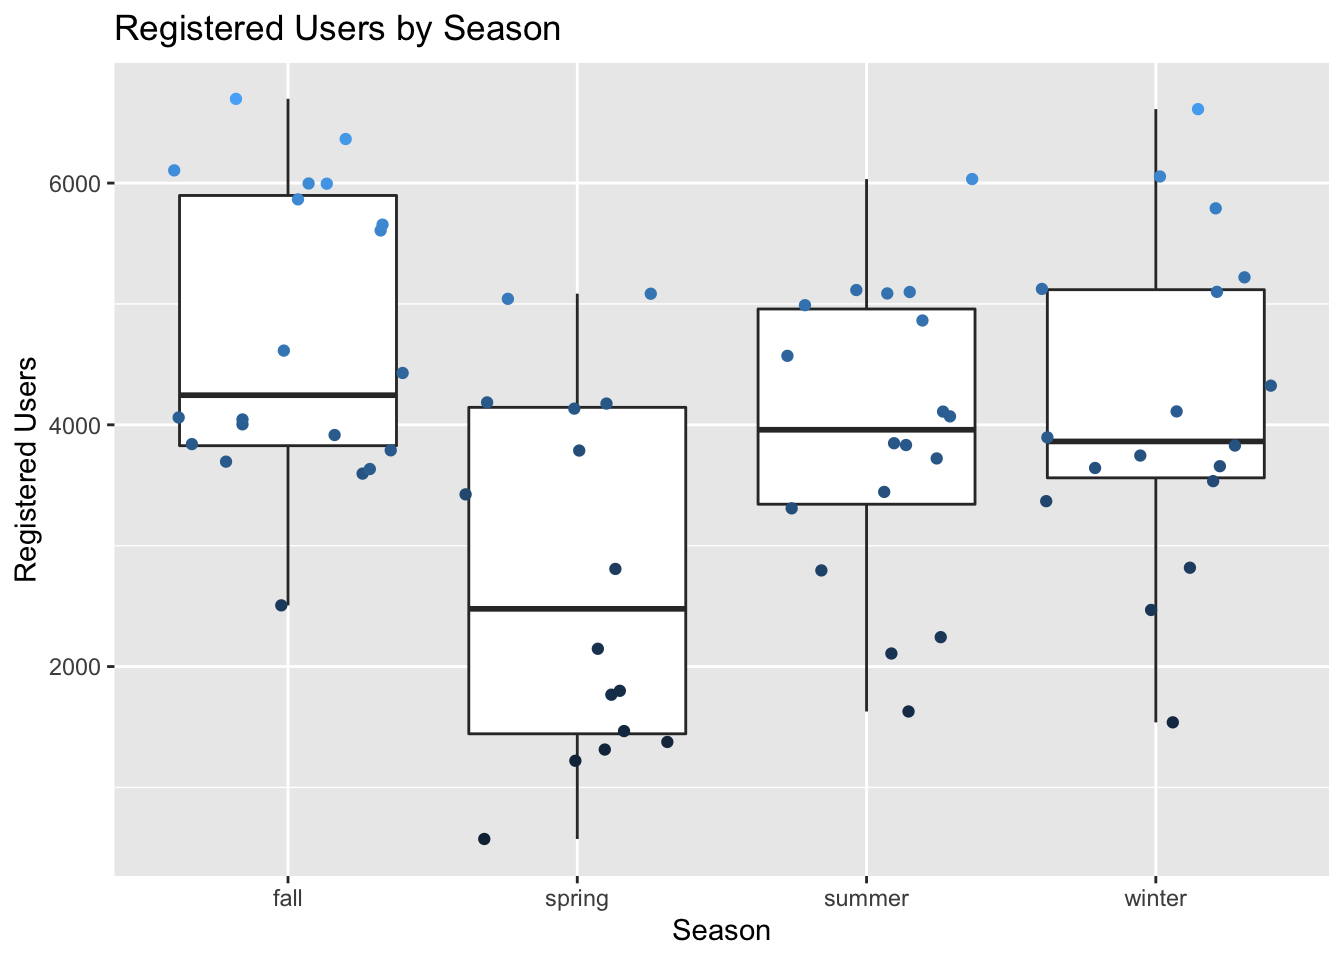 Registered Users by Season
Registered Users
6000
4000
2000
fall
spring
summer
winter
Season